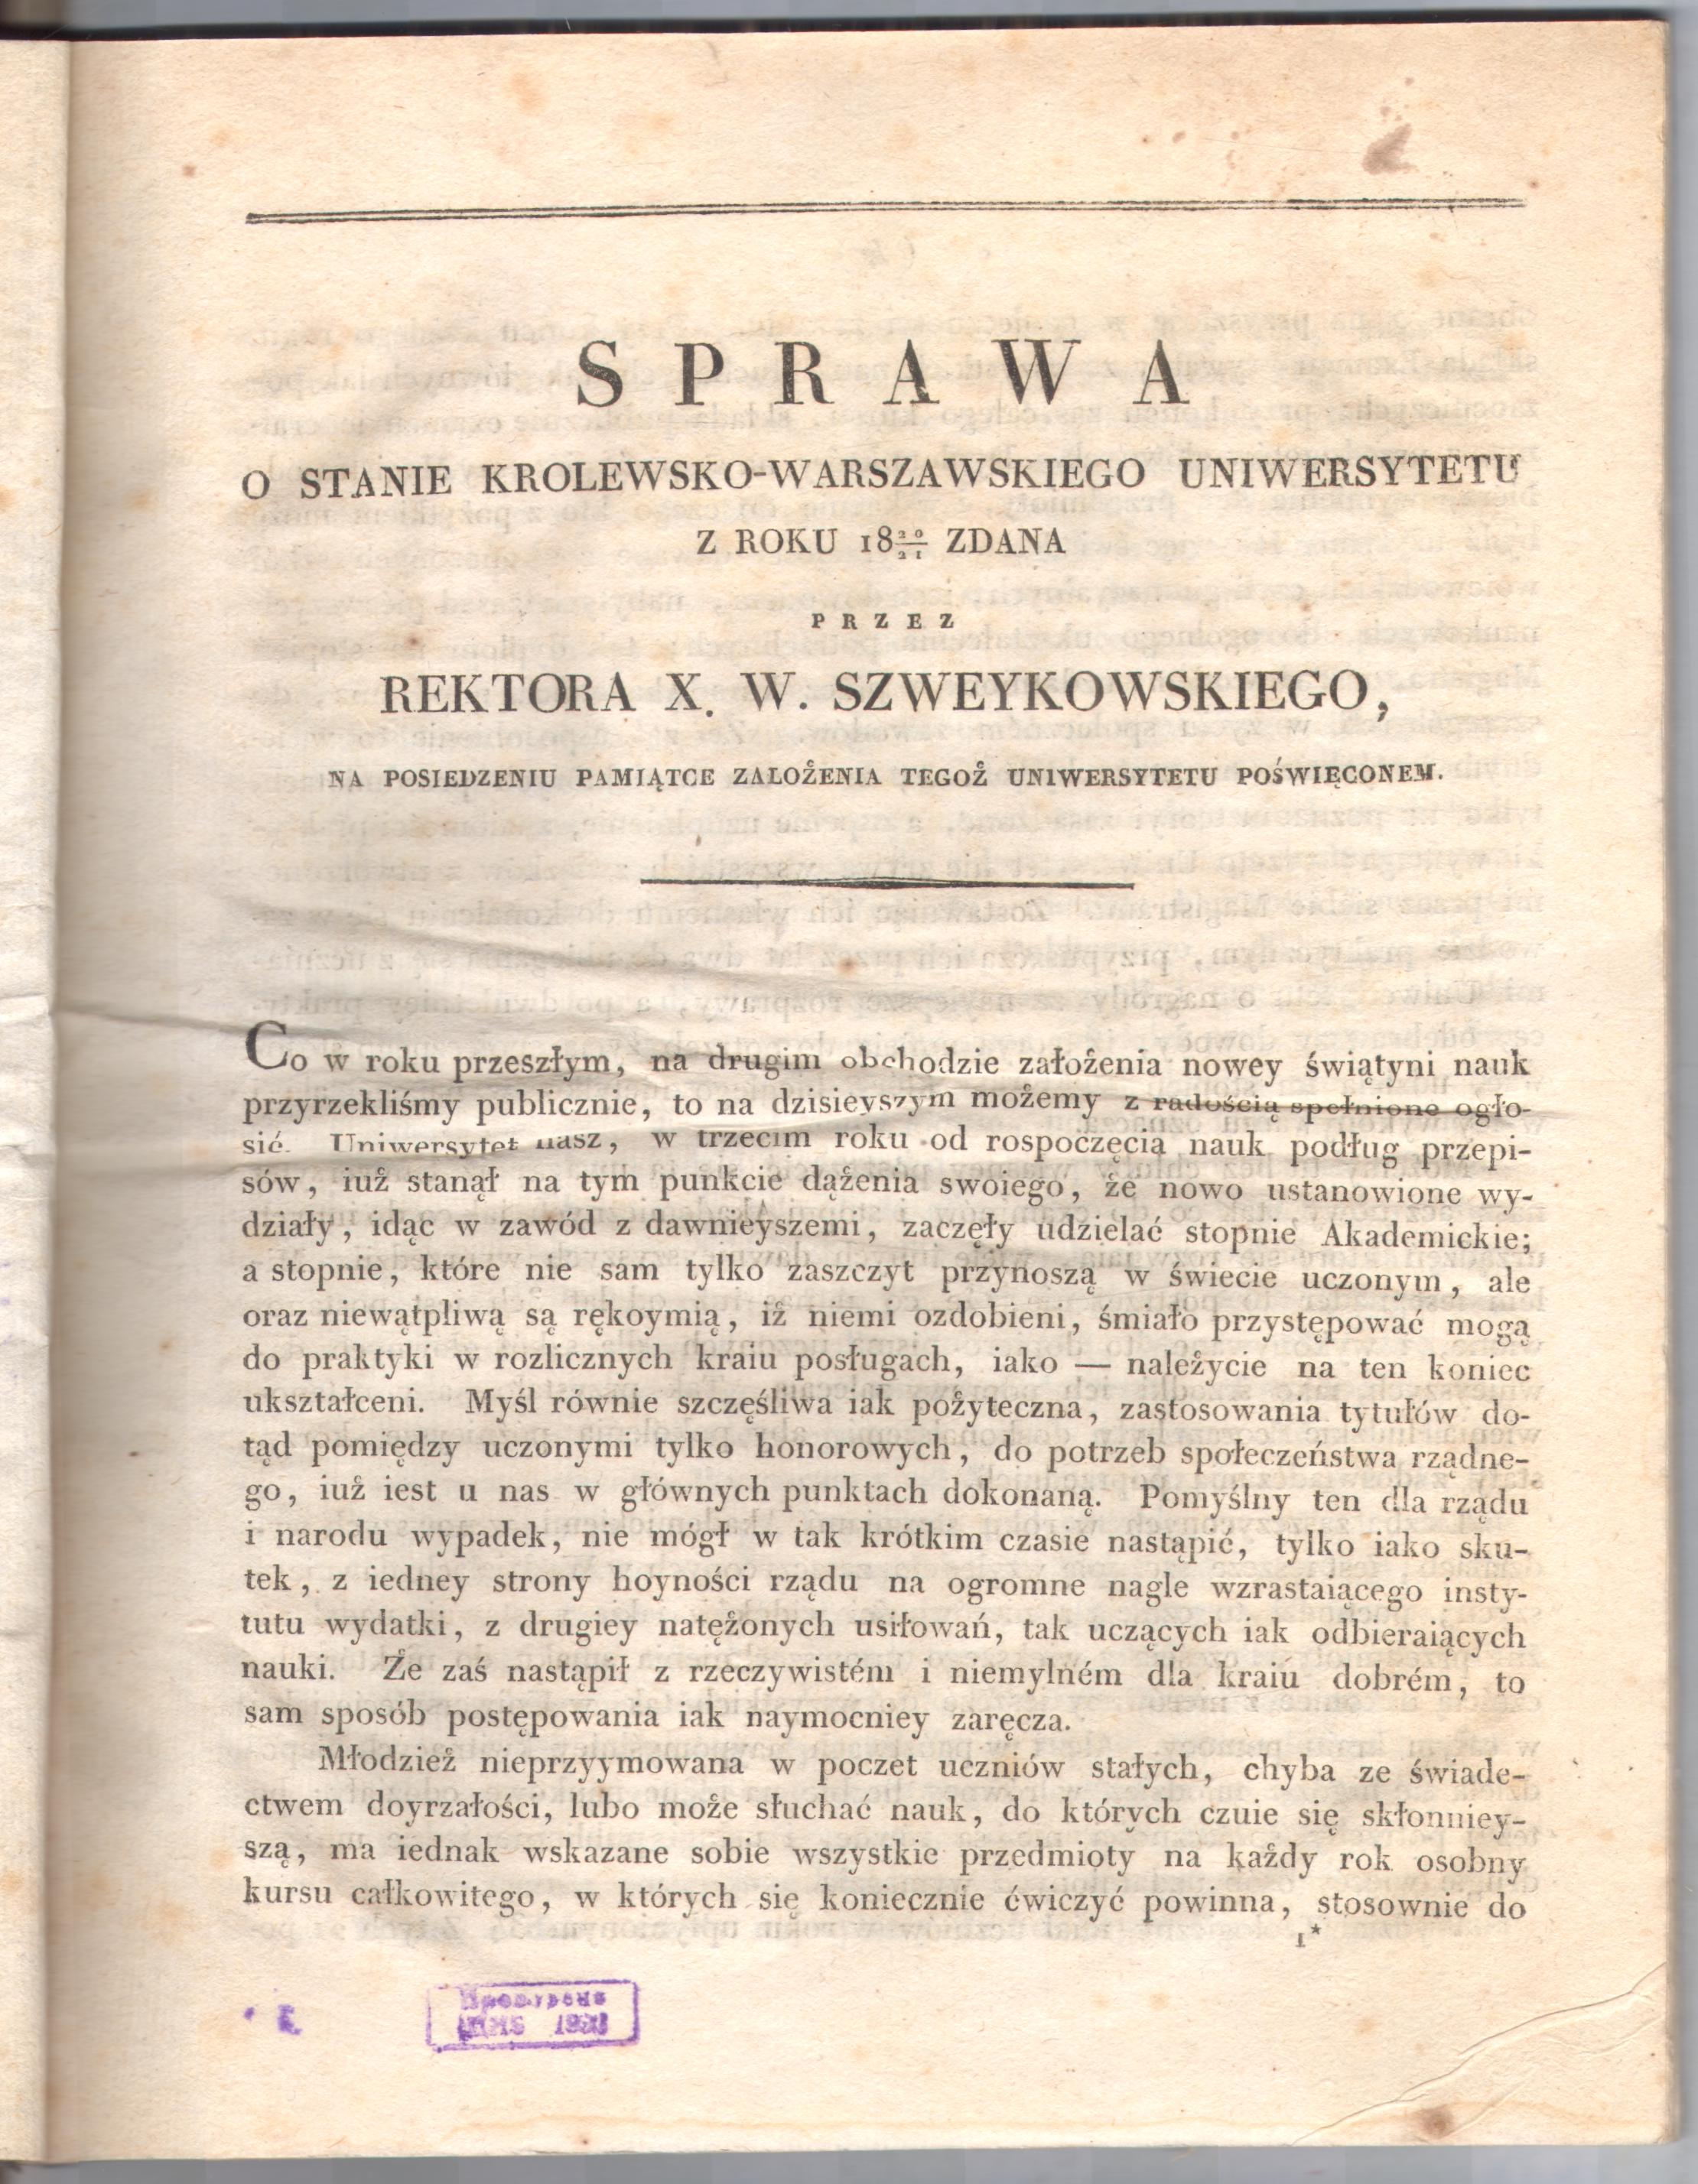 SPRAWA
O STANIE KROLEWSKO-WARSZAWSKIEGO UNIWERSYTETU
Z ROKU 18 20/21 ZDANA
PRZEZ
REKTORA X. W. SZWEYKOWSKIEGO,
NA POSIEDZENIU PAMIĄTCE ZAŁOŻENIA TEGOŻ UNIWERSYTETU POŚWIĘCONEM.
Co w roku przeszłym, na drugim obchodzie założenia nowey świątyni nauk
przyrzekliśmy publicznie, to na dzisieyszym możemy z radością spełnione ogło-
sić. Uniwersytet nasz, w trzecim roku od rospoczęcia nauk podług przepi-
sów, iuż stanął na tym punkcie dążenia swoiego, że nowo ustanowione wy-
działy, idąc w zawód z dawnieyszemi, zaczęły udzielać stopnie Akademickie;
a stopnie, które nie sam tylko zaszczyt przynoszą w świecie uczonym, ale
oraz niewątpliwą są rękoymią, iż niemi ozdobieni, śmiało przystępować mogą
do praktyki w rozlicznych kraiu posługach, iako — należycie na ten koniec
ukształceni. Myśl równie szczęśliwa iak pożyteczna, zastosowania tytułów do-
tąd pomiędzy uczonymi tylko honorowych, do potrzeb społeczeństwa rządne-
go, iuż iest u nas w głównych punktach dokonaną. Pomyślny ten dla rządu
i narodu wypadek, nie mógł w tak krótkim czasie nastąpić, tylko iako sku-
tek, z iedney strony hoyności rządu na ogromne nagle wzrastaiącego insty-
tutu wydatki, z drugiey natężonych usiłowań, tak uczących iak odbieraiących
nauki. Że zaś nastąpił z rzeczywistém i niemylném dla kraiu dobrém, to
sam sposób postępowania iak naymocniey zaręcza.
Młodzież nieprzyymowana w poczet uczniów stałych, chyba ze świade-
ctwem doyrzałości, lubo może słuchać nauk, do których czuie się skłonniey-
szą, ma iednak wskazane sobie wszystkie przedmioty na każdy rok osobny
kursu całkowitego, w których się koniecznie ćwiczyć powinna, stosownie do
1*